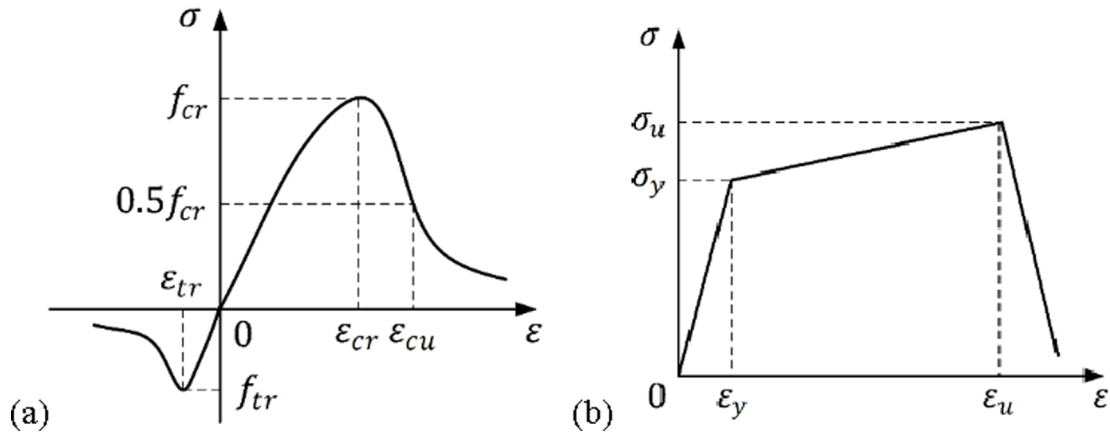 σ
f_cr
0.5f_cr
ε_tr
0
ε_cr
ε_cu
ε
f_tr
(a)
σ
σ_u
σ_y
0
ε_y
ε_u
ε
(b)